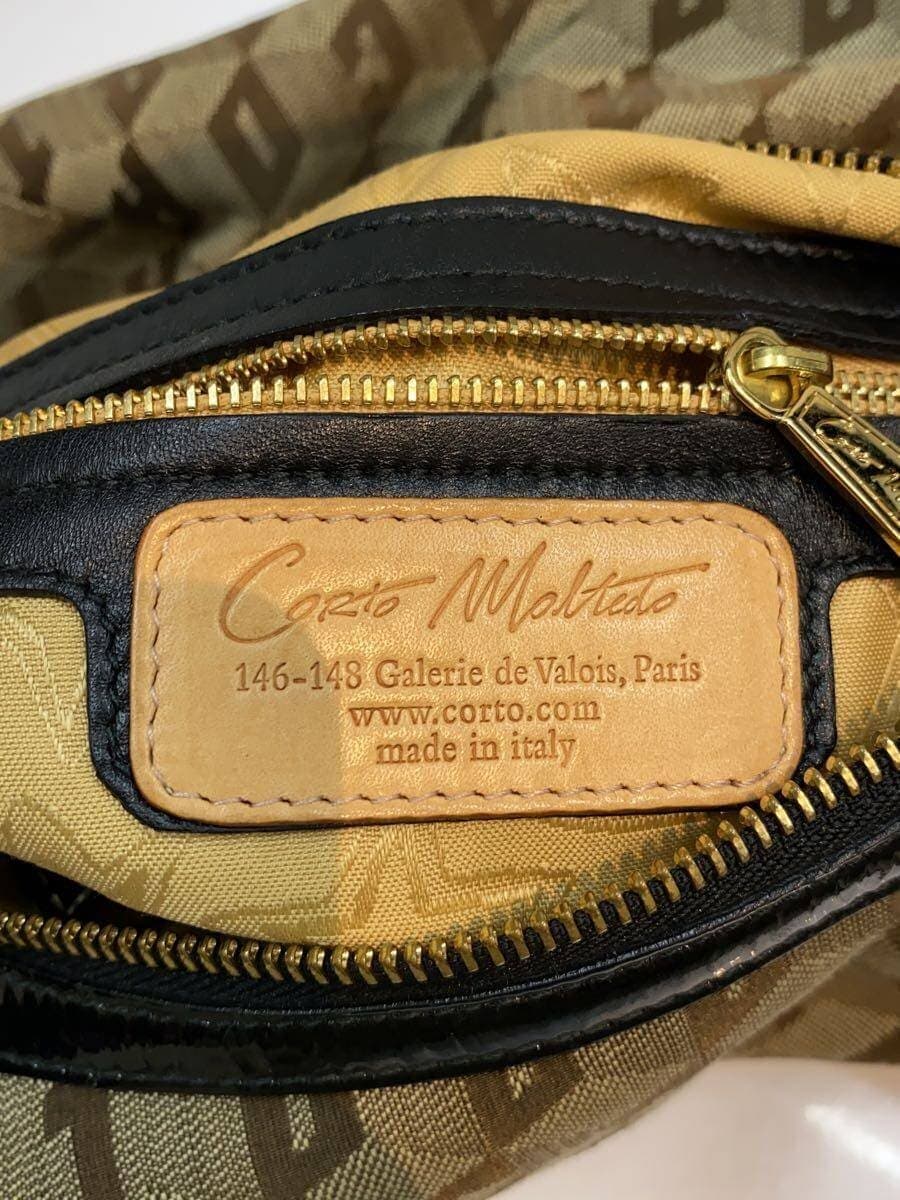 Corto Moltedo
146-148 Galerie de Valois, Paris
www.corto.com
made in italy